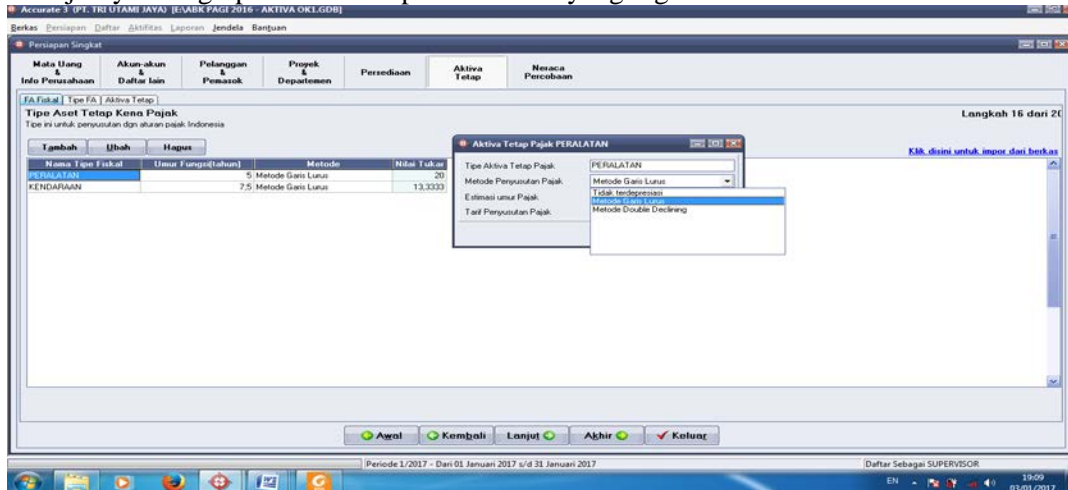 Accurate 3 (PT. TRI UTAMI JAYA) [E:\ABK PAGI 2016 - AKTIVA OK1.GDB]
Berkas Persiapan Daftar Aktifitas Laporan Jendela Bantuan
Persiapan Singkat
Mata Uang & Info Perusahaan
Akun-akun & Daftar lain
Pelanggan & Pemasok
Proyek & Departemen
Persediaan
Aktiva Tetap
Neraca Percobaan
FA Fiskal Tipe FA Aktiva Tetap
Tipe Aset Tetap Kena Pajak
Langkah 16 dari 2
Tipe ini untuk penyusutan dgn aturan pajak Indonesia
Tambah Ubah Hapus
Klik disini untuk impor dari berkas
Nama Tipe Fiskal Umur Fungsi(tahun) Metode Nilai Tukar
PERALATAN 5 Metode Garis Lurus 20
KENDARAAN 7,5 Metode Garis Lurus 13,3333
Aktiva Tetap Pajak PERALATAN
Tipe Aktiva Tetap Pajak PERALATAN
Metode Penyusutan Pajak Metode Garis Lurus
Tidak terdepresiasi
Estimasi umur Pajak Metode Garis Lurus
Tarif Penyusutan Pajak Metode Double Declining
Awal Kembali Lanjut Akhir Keluar
Periode 1/2017 - Dari 01 Januari 2017 s/d 31 Januari 2017
Daftar Sebagai SUPERVISOR
EN 19:09
03/01/2017